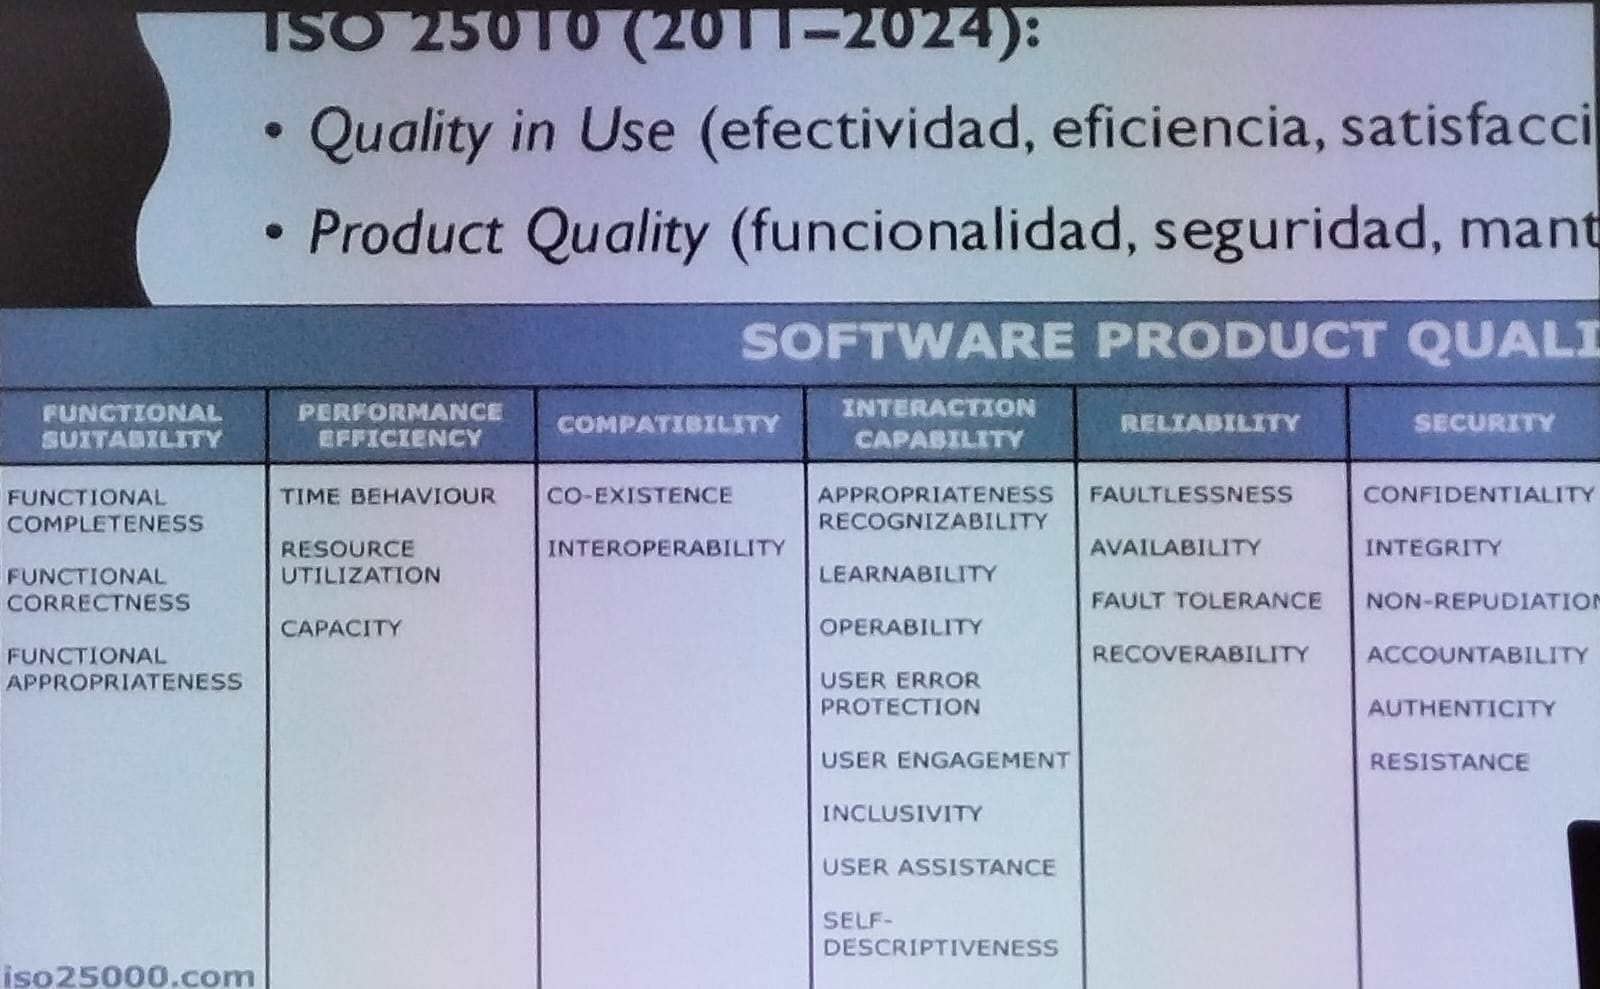 ISO 25010 (2011–2024):
• Quality in Use (efectividad, eficiencia, satisfacci
• Product Quality (funcionalidad, seguridad, mant
SOFTWARE PRODUCT QUALI
FUNCTIONAL
SUITABILITY
FUNCTIONAL
COMPLETENESS
FUNCTIONAL
CORRECTNESS
FUNCTIONAL
APPROPRIATENESS
PERFORMANCE
EFFICIENCY
TIME BEHAVIOUR
RESOURCE
UTILIZATION
CAPACITY
COMPATIBILITY
CO-EXISTENCE
INTEROPERABILITY
INTERACTION
CAPABILITY
APPROPRIATENESS
RECOGNIZABILITY
LEARNABILITY
OPERABILITY
USER ERROR
PROTECTION
USER ENGAGEMENT
INCLUSIVITY
USER ASSISTANCE
SELF-
DESCRIPTIVENESS
RELIABILITY
FAULTLESSNESS
AVAILABILITY
FAULT TOLERANCE
RECOVERABILITY
SECURITY
CONFIDENTIALITY
INTEGRITY
NON-REPUDIATION
ACCOUNTABILITY
AUTHENTICITY
RESISTANCE
iso25000.com